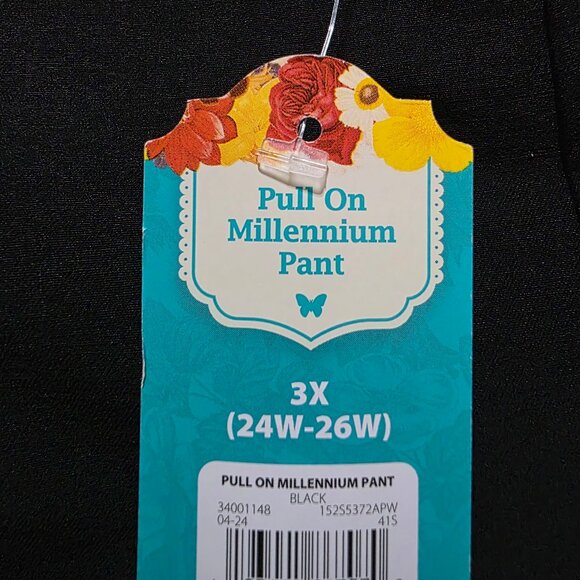 Pull On
Millennium
Pant
3X
(24W-26W)
PULL ON MILLENNIUM PANT
BLACK
34001148 152S5372APW
04-24 41S